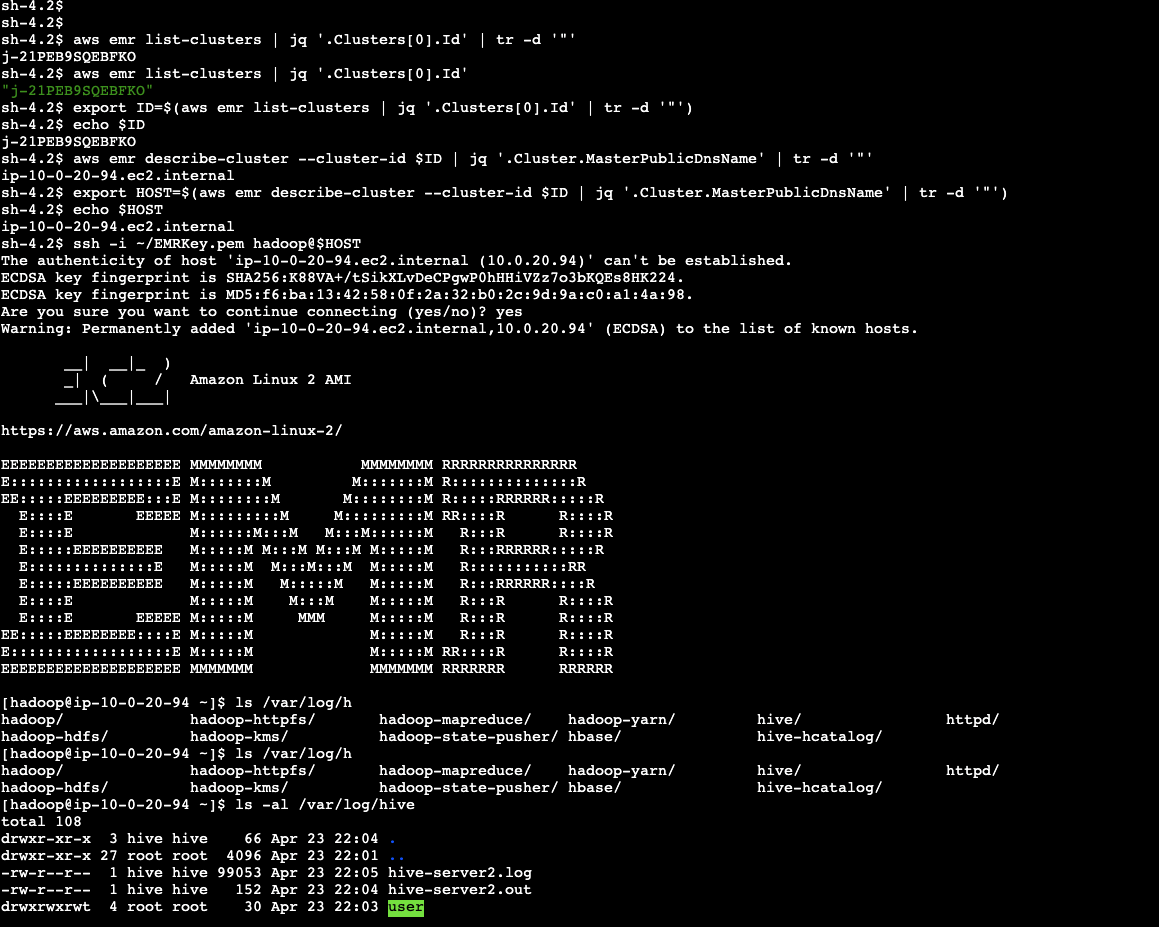 sh-4.2$
sh-4.2$
sh-4.2$ aws emr list-clusters | jq '.Clusters[0].Id' | tr -d '"'
j-21PEB9SQEBFKO
sh-4.2$ aws emr list-clusters | jq '.Clusters[0].Id'
"j-21PEB9SQEBFKO"
sh-4.2$ export ID=$(aws emr list-clusters | jq '.Clusters[0].Id' | tr -d '"')
sh-4.2$ echo $ID
j-21PEB9SQEBFKO
sh-4.2$ aws emr describe-cluster --cluster-id $ID | jq '.Cluster.MasterPublicDnsName' | tr -d '"'
ip-10-0-20-94.ec2.internal
sh-4.2$ export HOST=$(aws emr describe-cluster --cluster-id $ID | jq '.Cluster.MasterPublicDnsName' | tr -d '"')
sh-4.2$ echo $HOST
ip-10-0-20-94.ec2.internal
sh-4.2$ ssh -i ~/EMRKey.pem hadoop@$HOST
The authenticity of host 'ip-10-0-20-94.ec2.internal (10.0.20.94)' can't be established.
ECDSA key fingerprint is SHA256:K88VA+/tSikXLvDeCPgwP0hHHiVZz7o3bKQEs8HK224.
ECDSA key fingerprint is MD5:f6:ba:13:42:58:0f:2a:32:b0:2c:9d:9a:c0:a1:4a:98.
Are you sure you want to continue connecting (yes/no)? yes
Warning: Permanently added 'ip-10-0-20-94.ec2.internal,10.0.20.94' (ECDSA) to the list of known hosts.

       __|  __|_  )
       _|  (     /   Amazon Linux 2 AMI
      ___|\___|___|

https://aws.amazon.com/amazon-linux-2/

EEEEEEEEEEEEEEEEEEEE MMMMMMMM           MMMMMMMM RRRRRRRRRRRRRRR
E::::::::::::::::::E M:::::::M         M:::::::M R::::::::::::::R
EE:::::EEEEEEEEE:::E M::::::::M       M::::::::M R:::::RRRRRR:::::R
  E::::E       EEEEE M:::::::::M     M:::::::::M RR::::R      R::::R
  E::::E             M::::::M:::M   M:::M::::::M   R:::R      R::::R
  E:::::EEEEEEEEEE   M:::::M M:::M M:::M M:::::M   R:::RRRRRR:::::R
  E::::::::::::::E   M:::::M  M:::M:::M  M:::::M   R:::::::::::RR
  E:::::EEEEEEEEEE   M:::::M   M:::::M   M:::::M   R:::RRRRRR::::R
  E::::E             M:::::M    M:::M    M:::::M   R:::R      R::::R
  E::::E       EEEEE M:::::M     MMM     M:::::M   R:::R      R::::R
EE:::::EEEEEEEE::::E M:::::M             M:::::M   R:::R      R::::R
E::::::::::::::::::E M:::::M             M:::::M RR::::R      R::::R
EEEEEEEEEEEEEEEEEEEE MMMMMMM             MMMMMMM RRRRRRR      RRRRRR

[hadoop@ip-10-0-20-94 ~]$ ls /var/log/h
hadoop/              hadoop-httpfs/       hadoop-mapreduce/    hadoop-yarn/         hive/                httpd/
hadoop-hdfs/         hadoop-kms/          hadoop-state-pusher/ hbase/               hive-hcatalog/
[hadoop@ip-10-0-20-94 ~]$ ls /var/log/h
hadoop/              hadoop-httpfs/       hadoop-mapreduce/    hadoop-yarn/         hive/                httpd/
hadoop-hdfs/         hadoop-kms/          hadoop-state-pusher/ hbase/               hive-hcatalog/
[hadoop@ip-10-0-20-94 ~]$ ls -al /var/log/hive
total 108
drwxr-xr-x  3 hive hive    66 Apr 23 22:04 .
drwxr-xr-x 27 root root  4096 Apr 23 22:01 ..
-rw-r--r--  1 hive hive 99053 Apr 23 22:05 hive-server2.log
-rw-r--r--  1 hive hive   152 Apr 23 22:04 hive-server2.out
drwxrwxrwt  4 root root    30 Apr 23 22:03 user